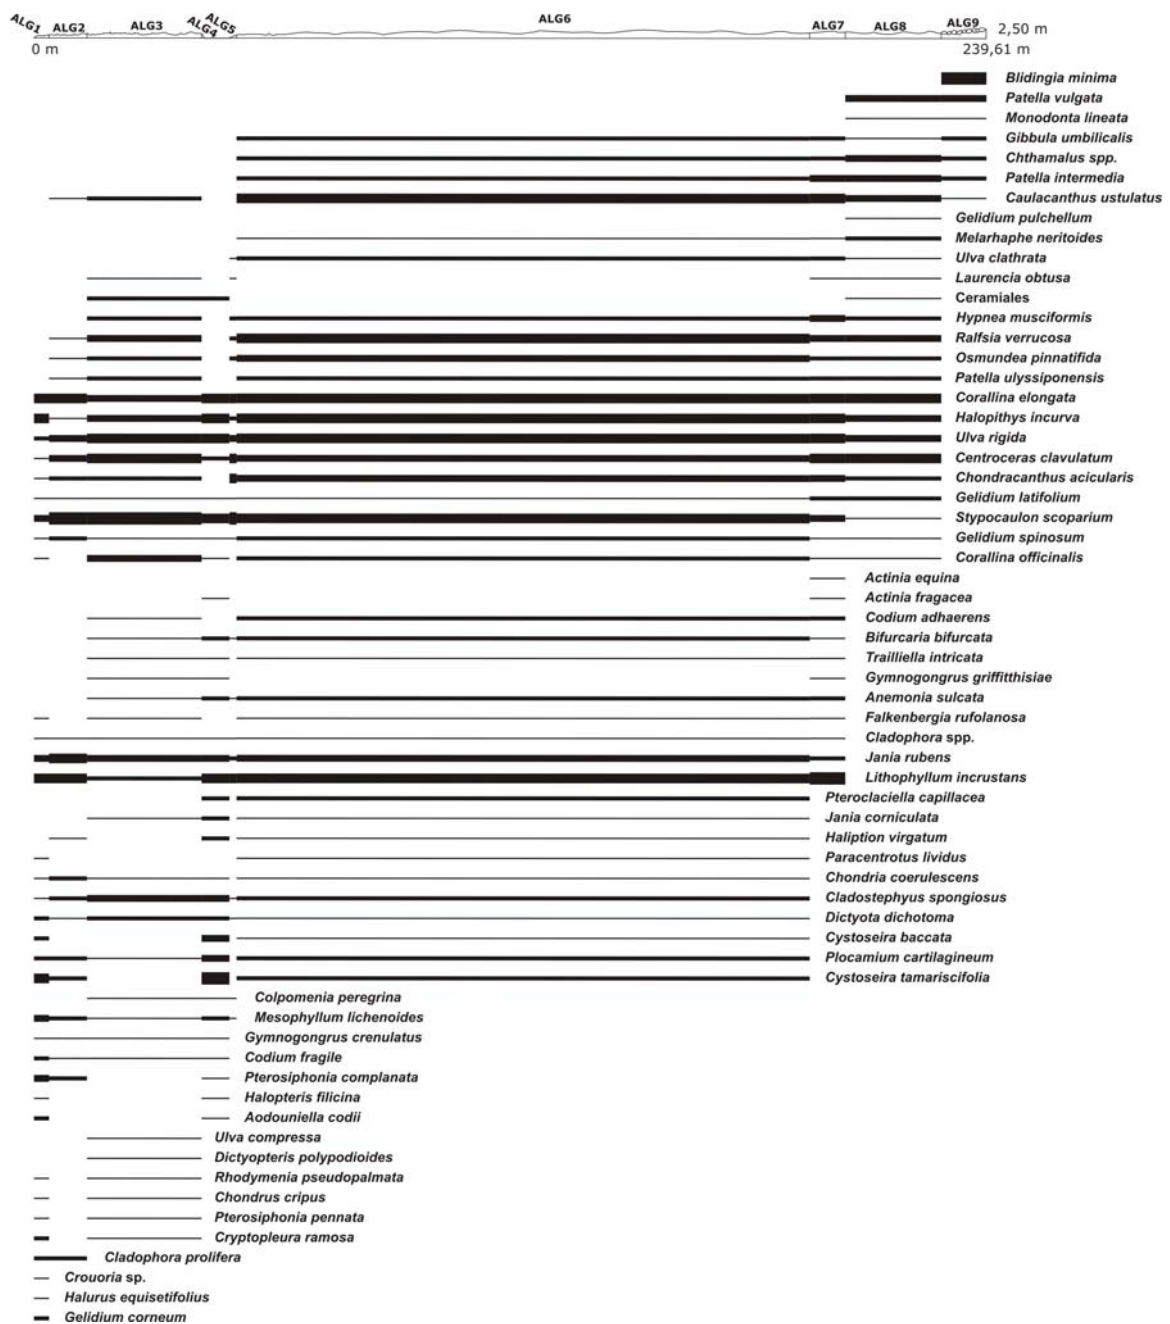 ALG1 ALG2 ALG3 ALG4 ALG5 ALG6 ALG7 ALG8 ALG9 2,50 m
0 m 239,61 m
Blidingia minima
Patella vulgata
Monodonta lineata
Gibbula umbilicalis
Chthamalus spp.
Patella intermedia
Caulacanthus ustulatus
Gelidium pulchellum
Melarhaphe neritoides
Ulva clathrata
Laurencia obtusa
Ceramiales
Hypnea musciformis
Ralfsia verrucosa
Osmundea pinnatifida
Patella ulyssiponensis
Corallina elongata
Halopithys incurva
Ulva rigida
Centroceras clavulatum
Chondracanthus acicularis
Gelidium latifolium
Stypocaulon scoparium
Gelidium spinosum
Corallina officinalis
Actinia equina
Actinia fragacea
Codium adhaerens
Bifurcaria bifurcata
Trailliella intricata
Gymnogongrus griffitthisiae
Anemonia sulcata
Falkenbergia rufolanosa
Cladophora spp.
Jania rubens
Lithophyllum incrustans
Pteroclaciella capillacea
Jania corniculata
Haliption virgatum
Paracentrotus lividus
Chondria coerulescens
Cladostephyus spongiosus
Dictyota dichotoma
Cystoseira baccata
Plocamium cartilagineum
Cystoseira tamariscifolia
Colpomenia peregrina
Mesophyllum lichenoides
Gymnogongrus crenulatus
Codium fragile
Pterosiphonia complanata
Halopteris filicina
Aodouniella codii
Ulva compressa
Dictyopteris polypodioides
Rhodymenia pseudopalmata
Chondrus cripus
Pterosiphonia pennata
Cryptopleura ramosa
Cladophora prolifera
Crouoria sp.
Halurus equisetifolius
Gelidium corneum